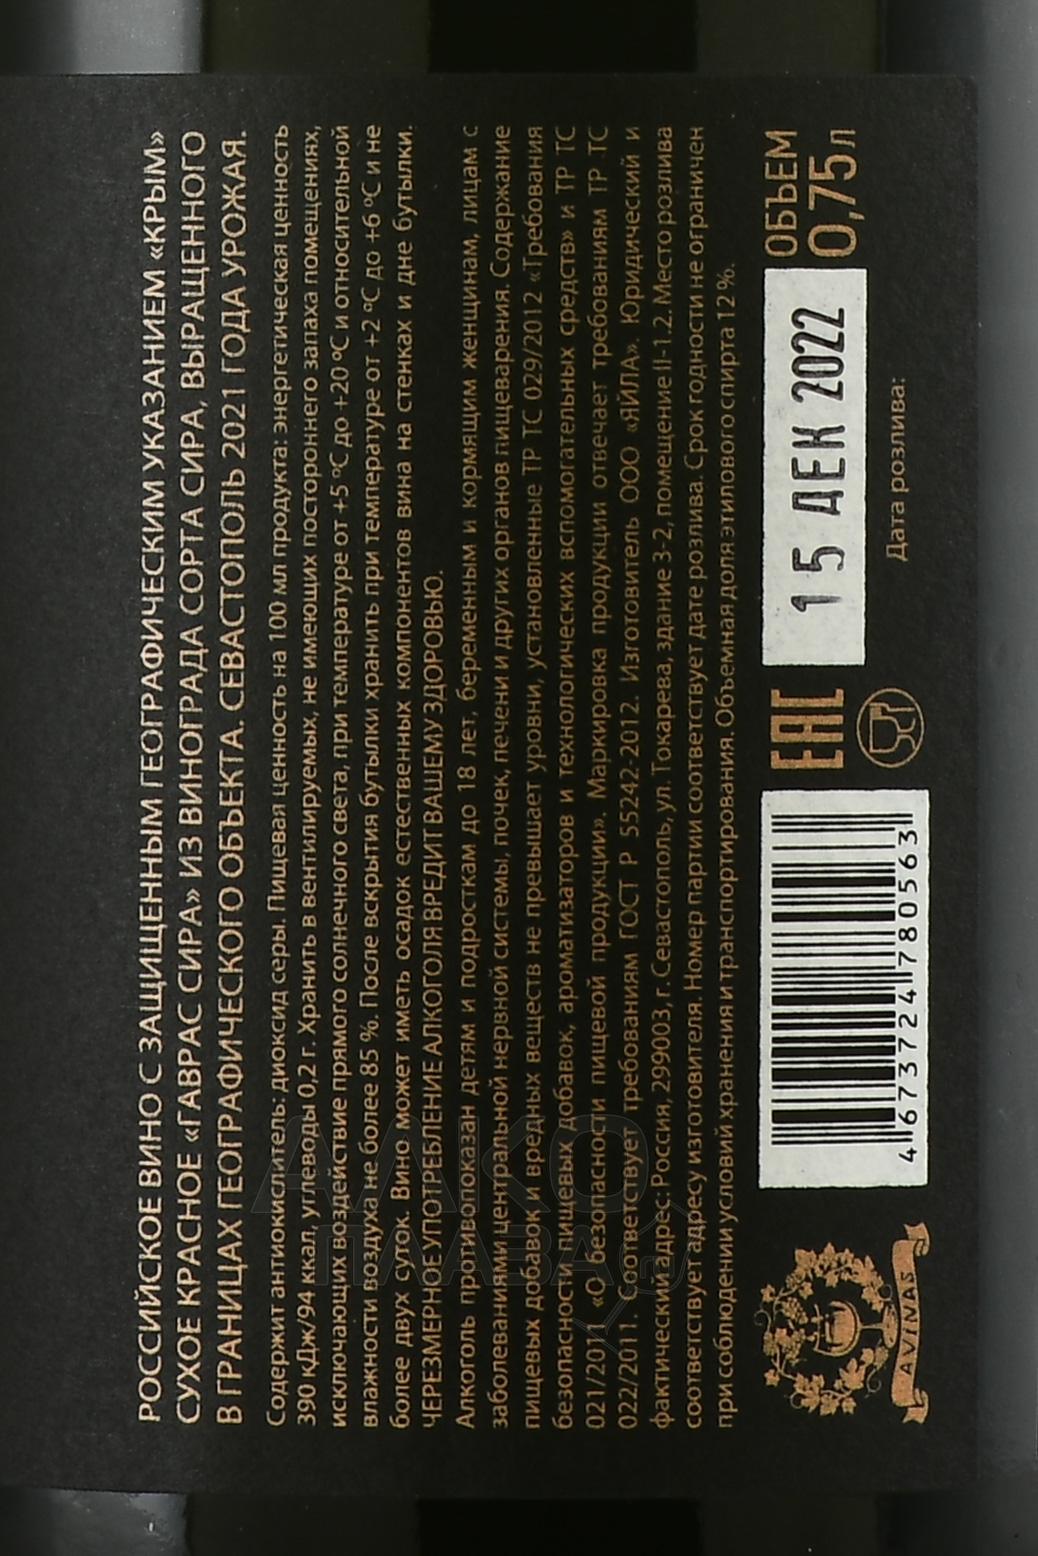 РОССИЙСКОЕ ВИНО С ЗАЩИЩЕННЫМ ГЕОГРАФИЧЕСКИМ УКАЗАНИЕМ «КРЫМ»
СУХОЕ КРАСНОЕ «ГАВРАС СИРА» ИЗ ВИНОГРАДА СОРТА СИРА, ВЫРАЩЕННОГО
В ГРАНИЦАХ ГЕОГРАФИЧЕСКОГО ОБЪЕКТА. СЕВАСТОПОЛЬ 2021 ГОДА УРОЖАЯ.
Содержит антиокислитель: диоксид серы. Пищевая ценность на 100 мл продукта: энергетическая ценность
390 кДж/94 ккал, углеводы 0,2 г. Хранить в вентилируемых, не имеющих постороннего запаха помещениях,
исключающих воздействие прямого солнечного света, при температуре от +5 °С до +20 °С и относительной
влажности воздуха не более 85 %. После вскрытия бутылки хранить при температуре от +2 °С до +6 °С и не
более двух суток. Вино может иметь осадок естественных компонентов вина на стенках и дне бутылки.
ЧЕРЕЗМЕРНОЕ УПОТРЕБЛЕНИЕ АЛКОГОЛЯ ВРЕДИТ ВАШЕМУ ЗДОРОВЬЮ.
Алкоголь противопоказан детям и подросткам до 18 лет, беременным и кормящим женщинам, лицам с
заболеваниями центральной нервной системы, почек, печени и других органов пищеварения. Содержание
пищевых добавок и вредных веществ не превышает уровни, установленные ТР ТС 029/2012 «Требования
безопасности пищевых добавок, ароматизаторов и технологических вспомогательных средств» и ТР ТС
021/2011 «О безопасности пищевой продукции». Маркировка продукции отвечает требованиям ТР ТС
022/2011. Соответствует требованиям ГОСТ Р 55242-2012. Изготовитель ООО «ЯЙЛА». Юридический и
фактический адрес: Россия, 299003, г. Севастополь, ул. Токарева, здание 3-2, помещение II-1.2. Место розлива
соответствует адресу изготовителя. Номер партии соответствует дате розлива. Срок годности не ограничен
при соблюдении условий хранения и транспортирования. Объемная доля этилового спирта 12 %.
AVINAS
4 673724 780563
EAC
15 ДЕК 2022
Дата розлива:
ОБЪЕМ
0,75 л
АЛКО
ПЛАЗА